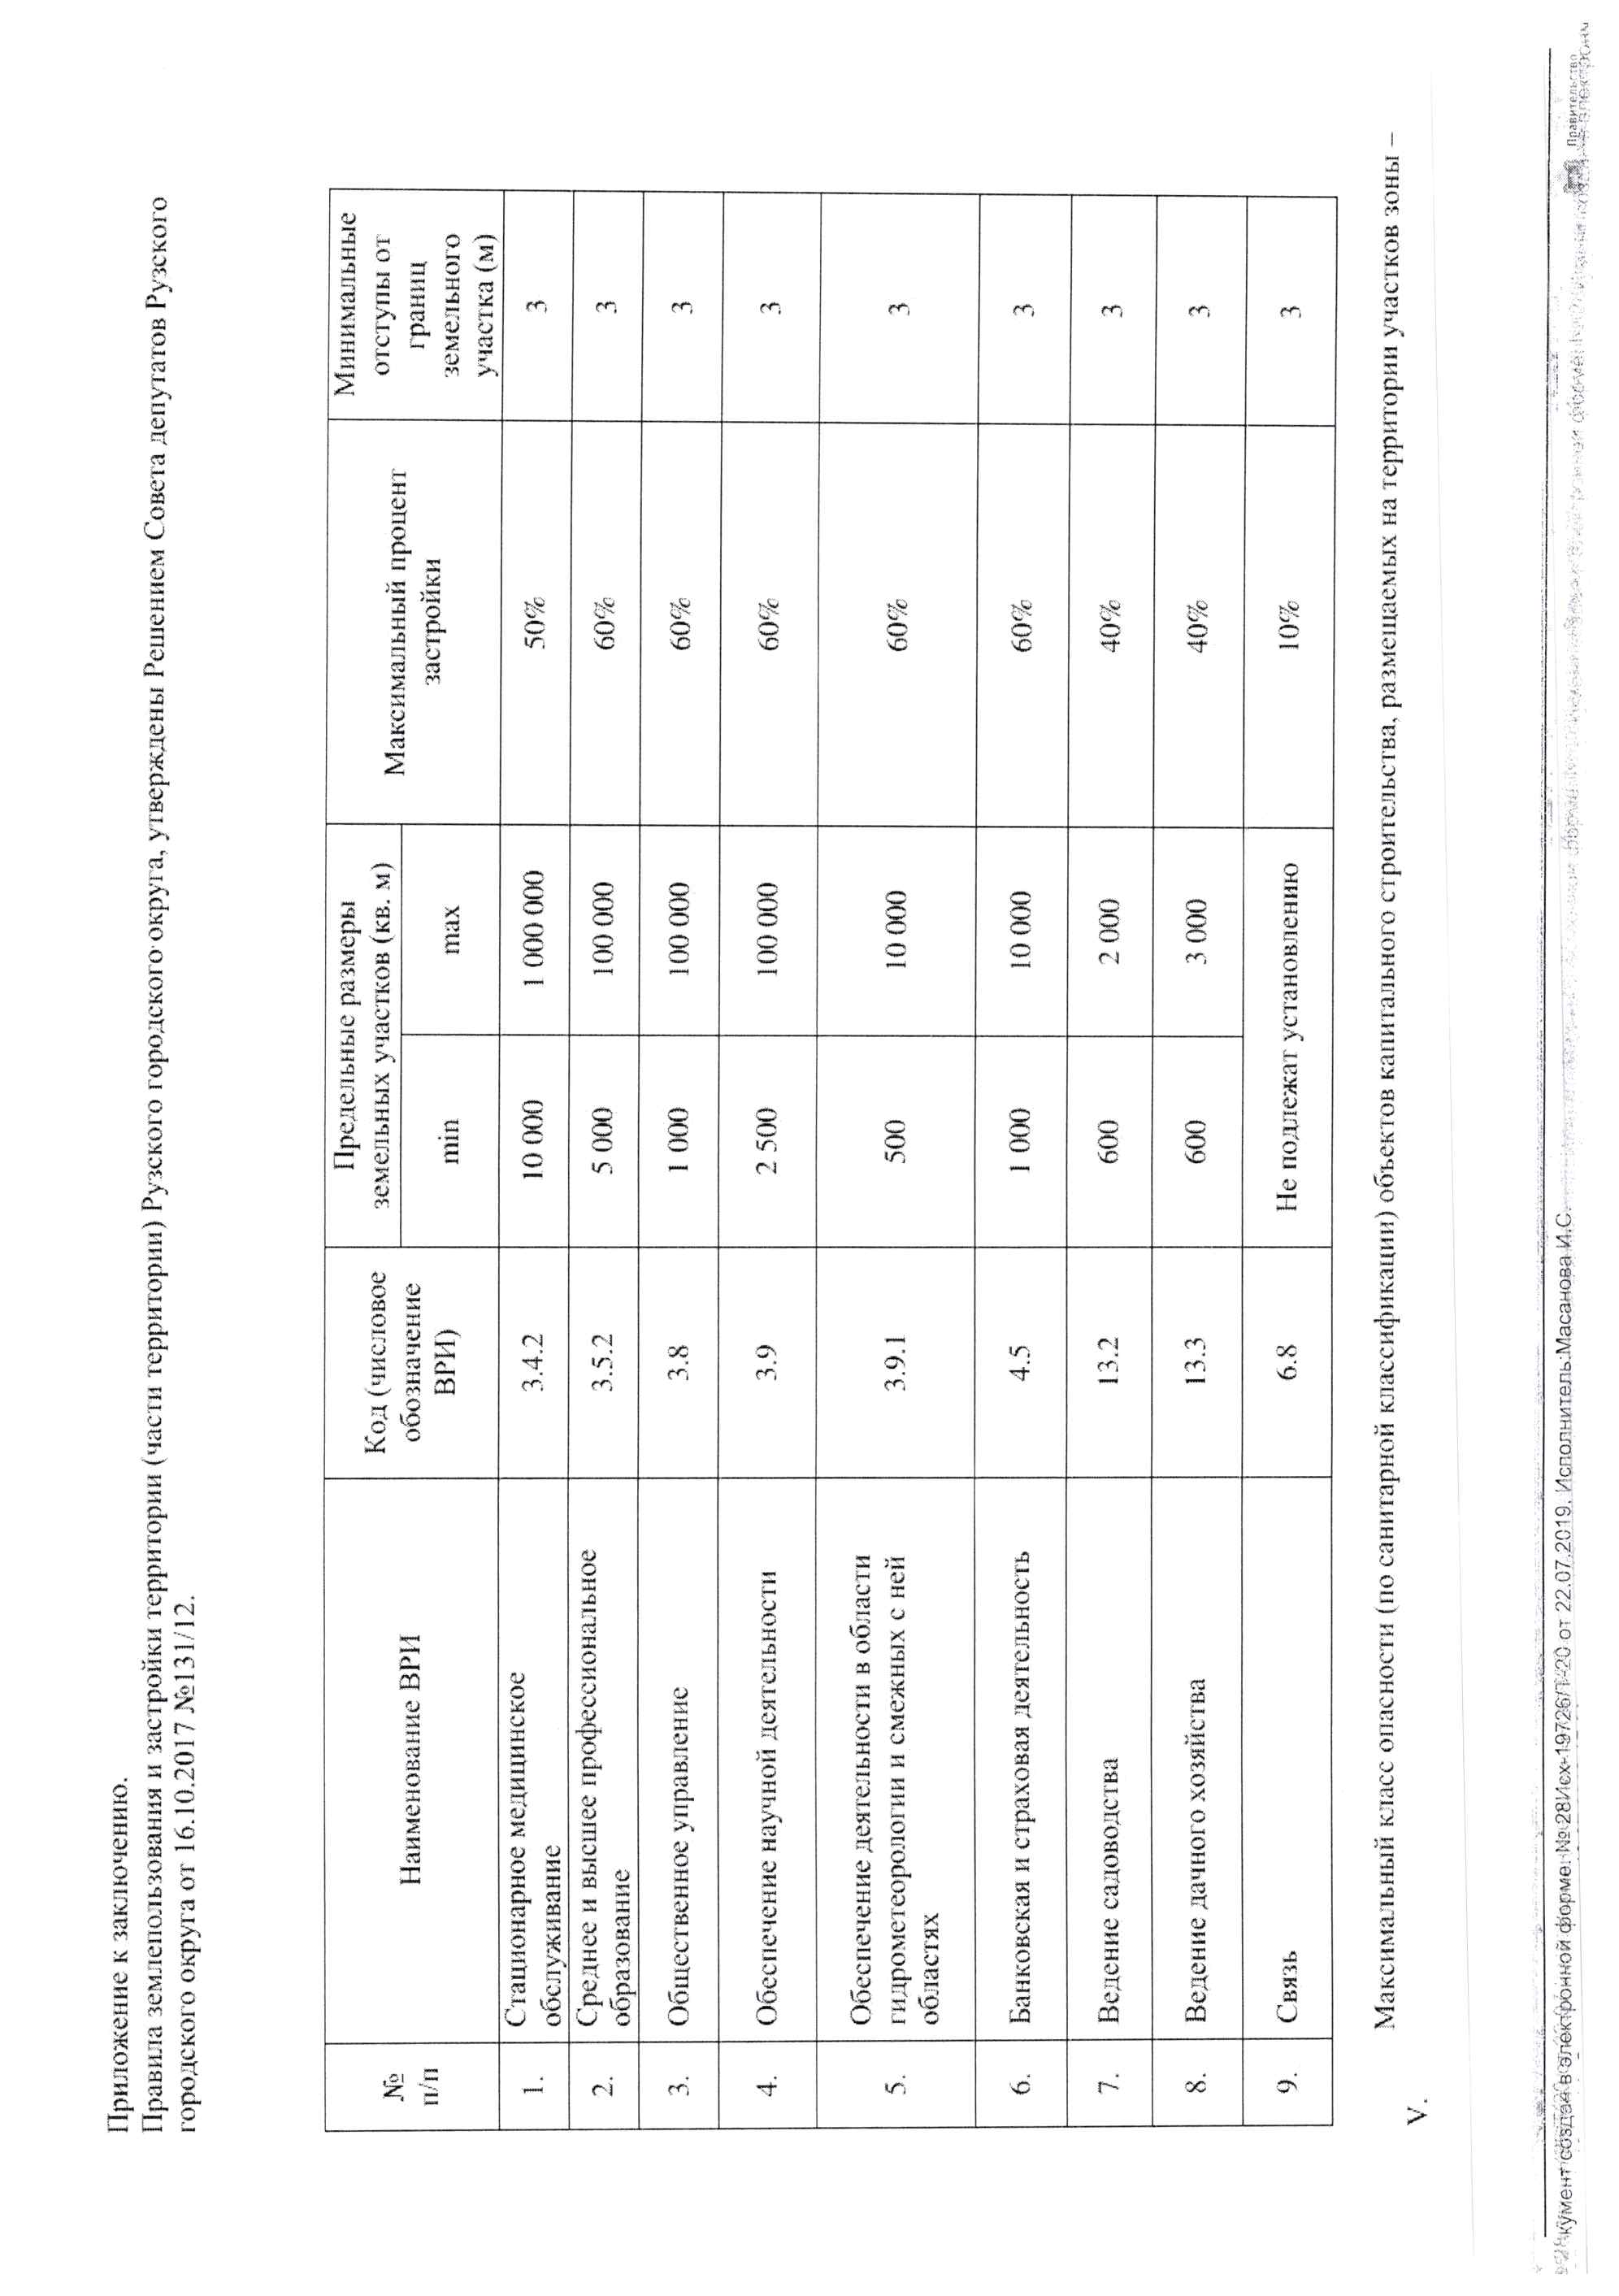 Приложение к заключению.
Правила землепользования и застройки территории (части территории) Рузского городского округа, утверждены Решением Совета депутатов Рузского
городского округа от 16.10.2017 №131/12.
№ п/п
Наименование ВРИ
Код (числовое обозначение ВРИ)
Предельные размеры земельных участков (кв. м)
min
max
Максимальный процент застройки
Минимальные отступы от границ земельного участка (м)
1. Стационарное медицинское обслуживание 3.4.2 10 000 1 000 000 50% 3
2. Среднее и высшее профессиональное образование 3.5.2 5 000 100 000 60% 3
3. Общественное управление 3.8 1 000 100 000 60% 3
4. Обеспечение научной деятельности 3.9 2 500 100 000 60% 3
5. Обеспечение деятельности в области гидрометеорологии и смежных с ней областях 3.9.1 500 10 000 60% 3
6. Банковская и страховая деятельность 4.5 1 000 10 000 60% 3
7. Ведение садоводства 13.2 600 2 000 40% 3
8. Ведение дачного хозяйства 13.3 600 3 000 40% 3
9. Связь 6.8 Не подлежат установлению 10% 3
Максимальный класс опасности (по санитарной классификации) объектов капитального строительства, размещаемых на территории участков зоны –
V.
кумент создан в электронной форме. № 28Исх-19726/Т-20 от 22.07.2019. Исполнитель:Масанова И.С.
Правительство